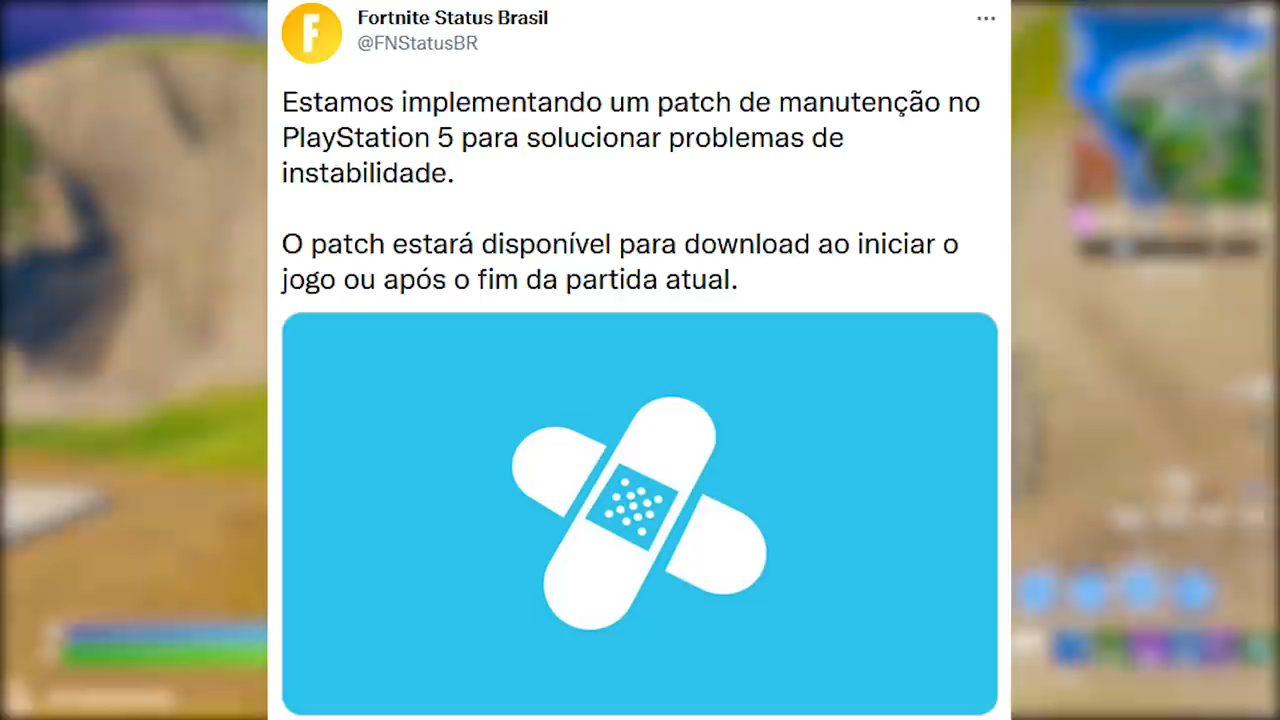 Fortnite Status Brasil
@FNStatusBR
Estamos implementando um patch de manutenção no
PlayStation 5 para solucionar problemas de
instabilidade.
O patch estará disponível para download ao iniciar o
jogo ou após o fim da partida atual.